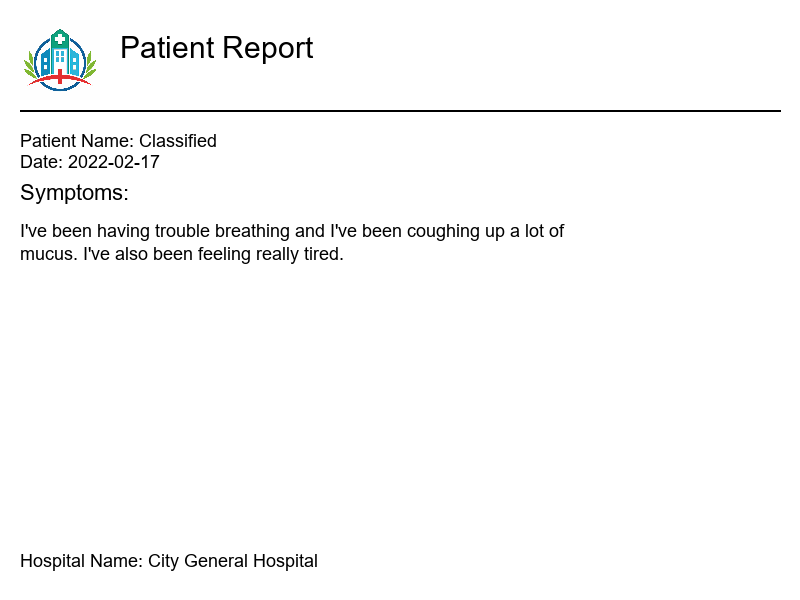 Patient Report
Patient Name: Classified
Date: 2022-02-17
Symptoms:
I've been having trouble breathing and I've been coughing up a lot of
mucus. I've also been feeling really tired.
Hospital Name: City General Hospital